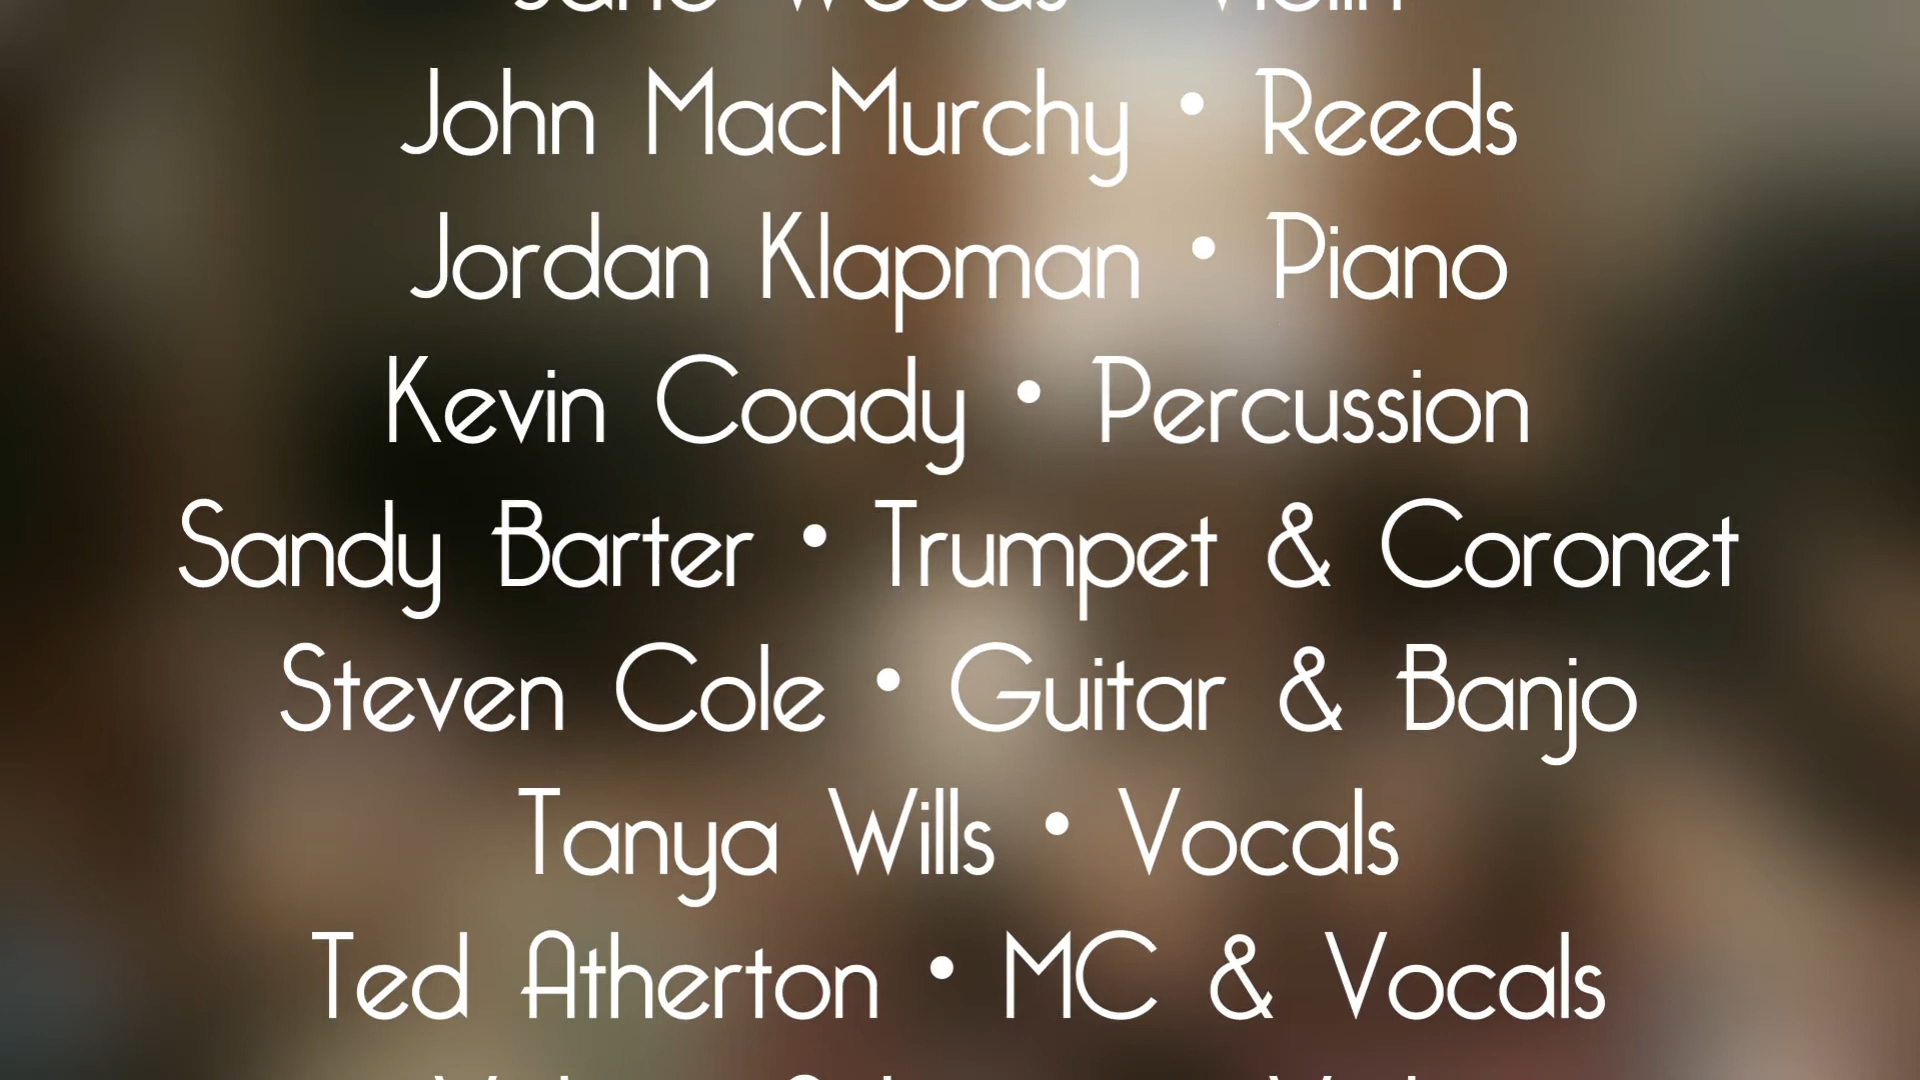 John MacMurchy • Reeds
Jordan Klapman • Piano
Kevin Coady • Percussion
Sandy Barter • Trumpet & Coronet
Steven Cole • Guitar & Banjo
Tanya Wills • Vocals
Ted Atherton • MC & Vocals